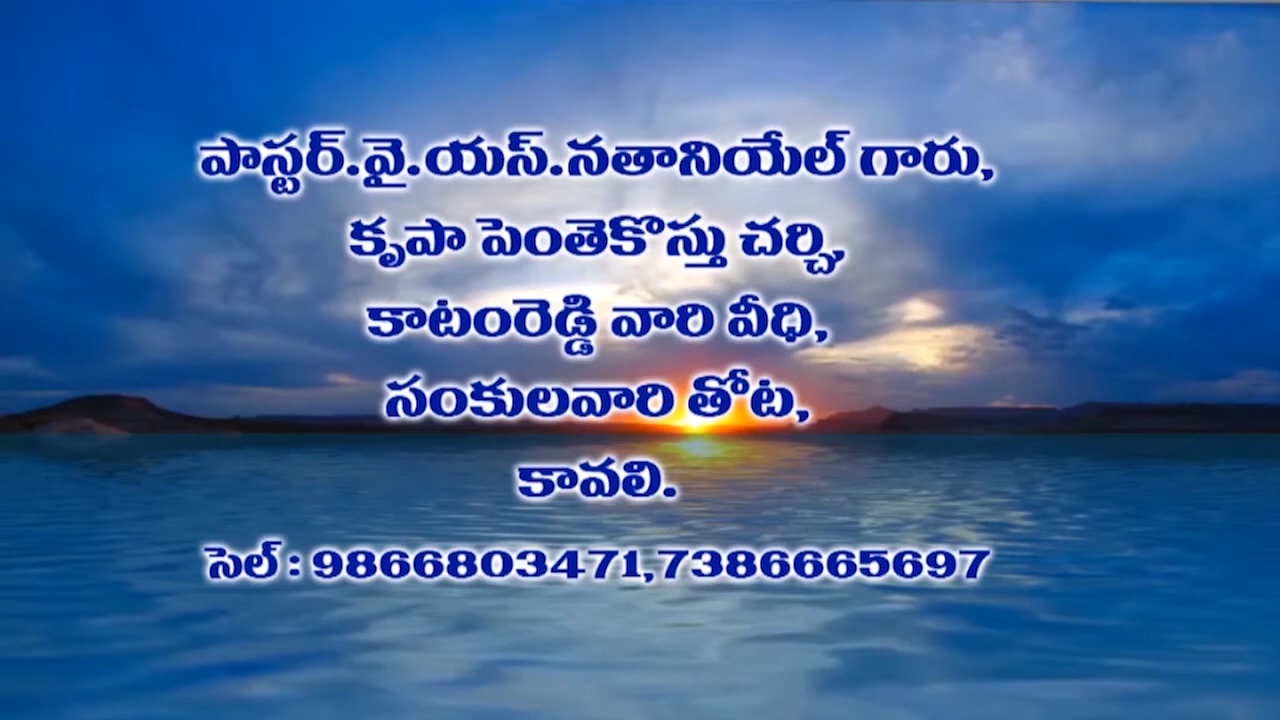 పాస్టర్.వై.యస్.నతానియేల్ గారు,
కృపా పెంతెకొస్తు చర్చి,
కాటంరెడ్డి వారి వీధి,
సంకులవారి తోట,
కావలి.
సెల్ : 9866803471,7386665697